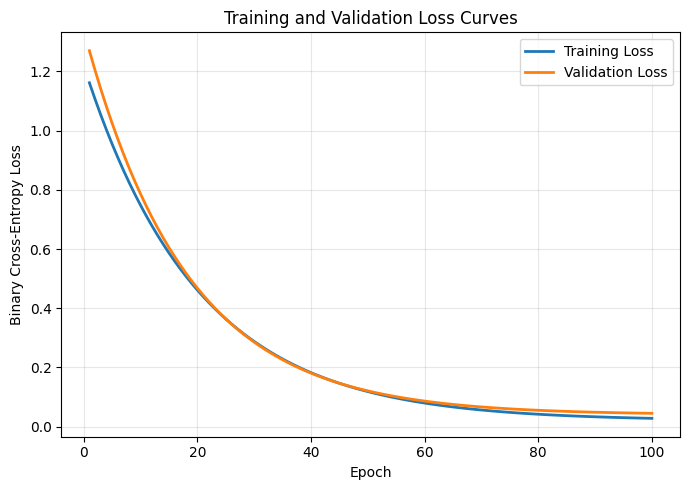 Training and Validation Loss Curves
Training Loss
Validation Loss
Binary Cross-Entropy Loss
1.2
1.0
0.8
0.6
0.4
0.2
0.0
0
20
40
60
80
100
Epoch